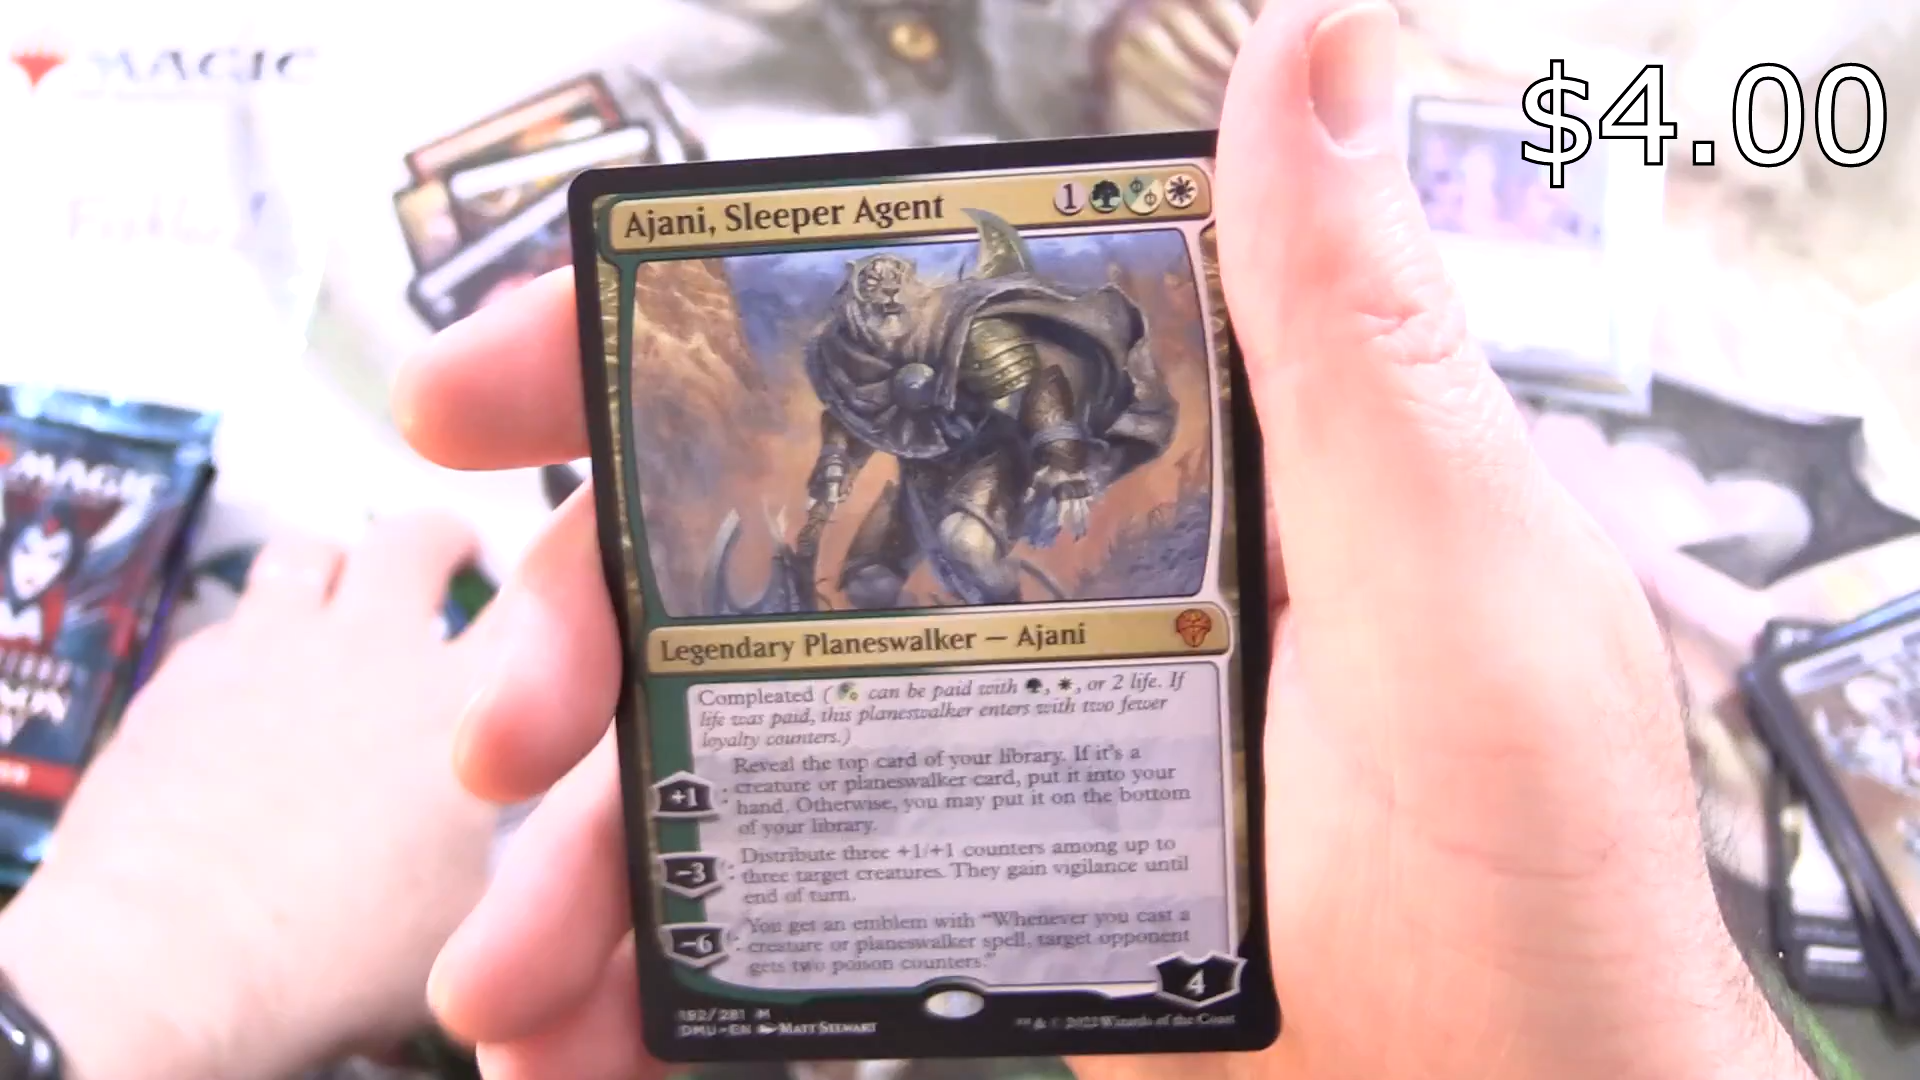 MAGIC
$4.00
Ajani, Sleeper Agent 1
Legendary Planeswalker — Ajani
Compleated ( can be paid with , , or 2 life. If
life was paid, this planeswalker enters with two fewer
loyalty counters.)
Reveal the top card of your library. If it's a
+1: creature or planeswalker card, put it into your
hand. Otherwise, you may put it on the bottom
of your library.
Distribute three +1/+1 counters among up to
−3: three target creatures. They gain vigilance until
end of turn.
You get an emblem with “Whenever you cast a
−6: creature or planeswalker spell, target opponent
gets two poison counters.”
4
192/281 M
DMU • EN Matt Stewart
™ & © 2022 Wizards of the Coast
MAGIC